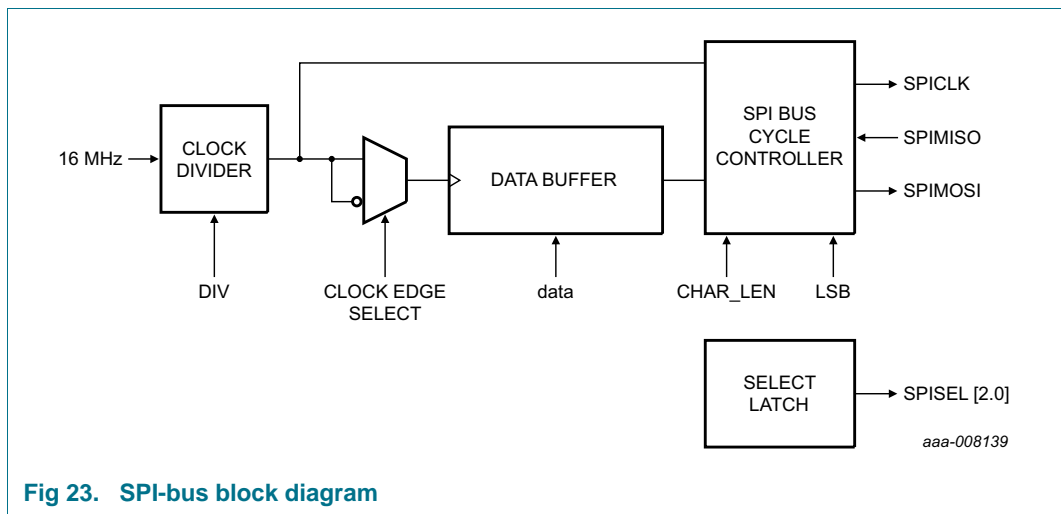 16 MHz
CLOCK
DIVIDER
DIV
CLOCK EDGE
SELECT
DATA BUFFER
data
SPI BUS
CYCLE
CONTROLLER
CHAR_LEN
LSB
SPICLK
SPIMISO
SPIMOSI
SELECT
LATCH
SPISEL [2.0]
aaa-008139
Fig 23. SPI-bus block diagram